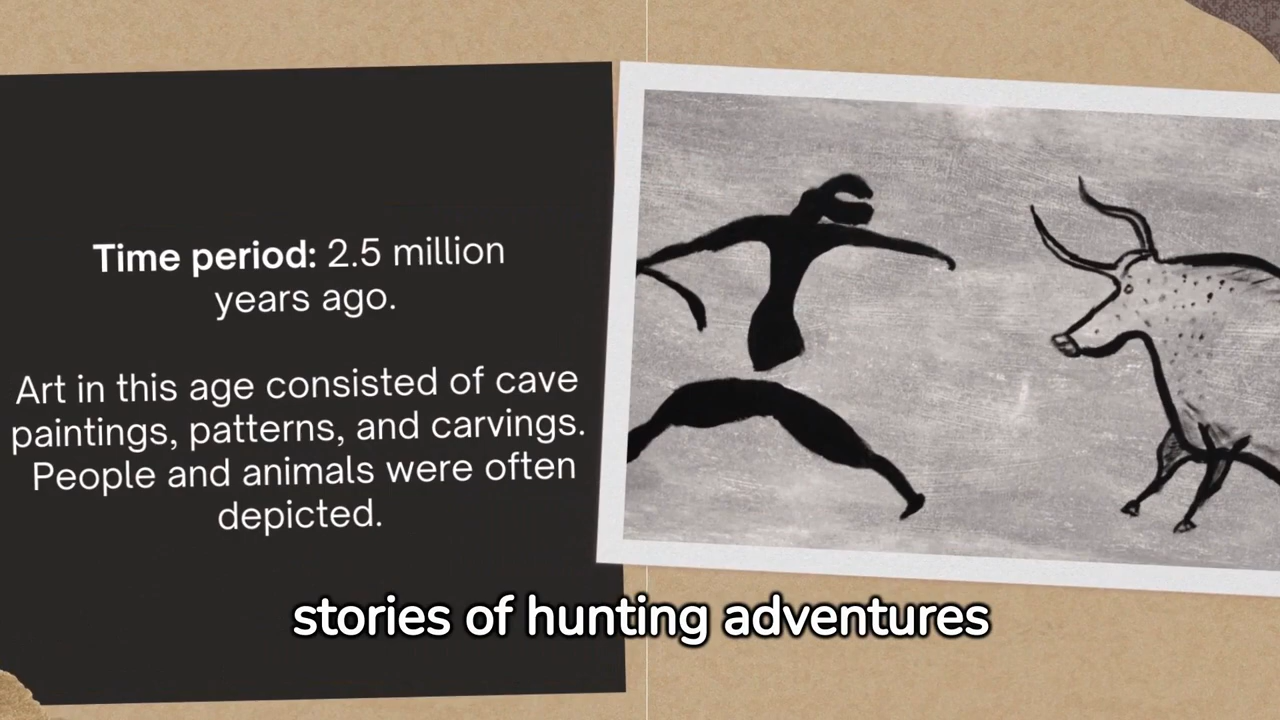 Time period: 2.5 million
years ago.
Art in this age consisted of cave
paintings, patterns, and carvings.
People and animals were often
depicted.
stories of hunting adventures